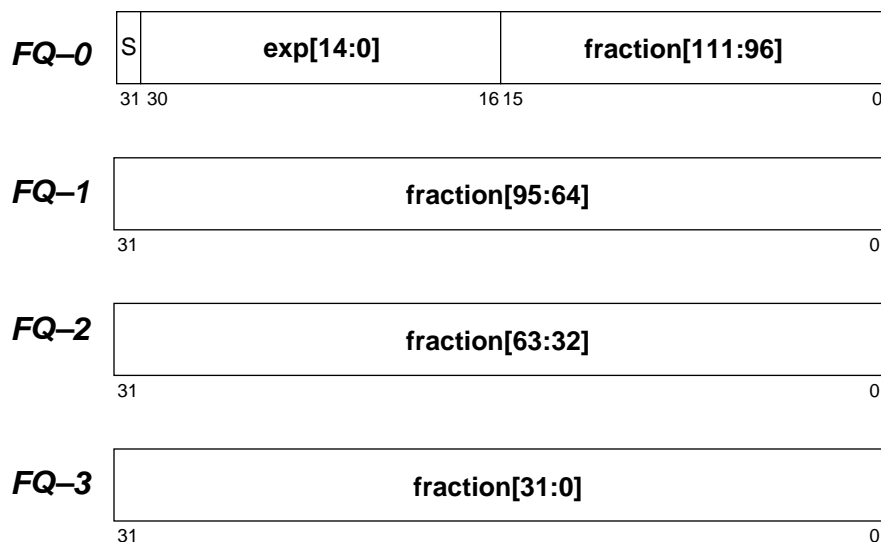 FQ–0 S exp[14:0] fraction[111:96]
31 30 16 15 0
FQ–1 fraction[95:64]
31 0
FQ–2 fraction[63:32]
31 0
FQ–3 fraction[31:0]
31 0